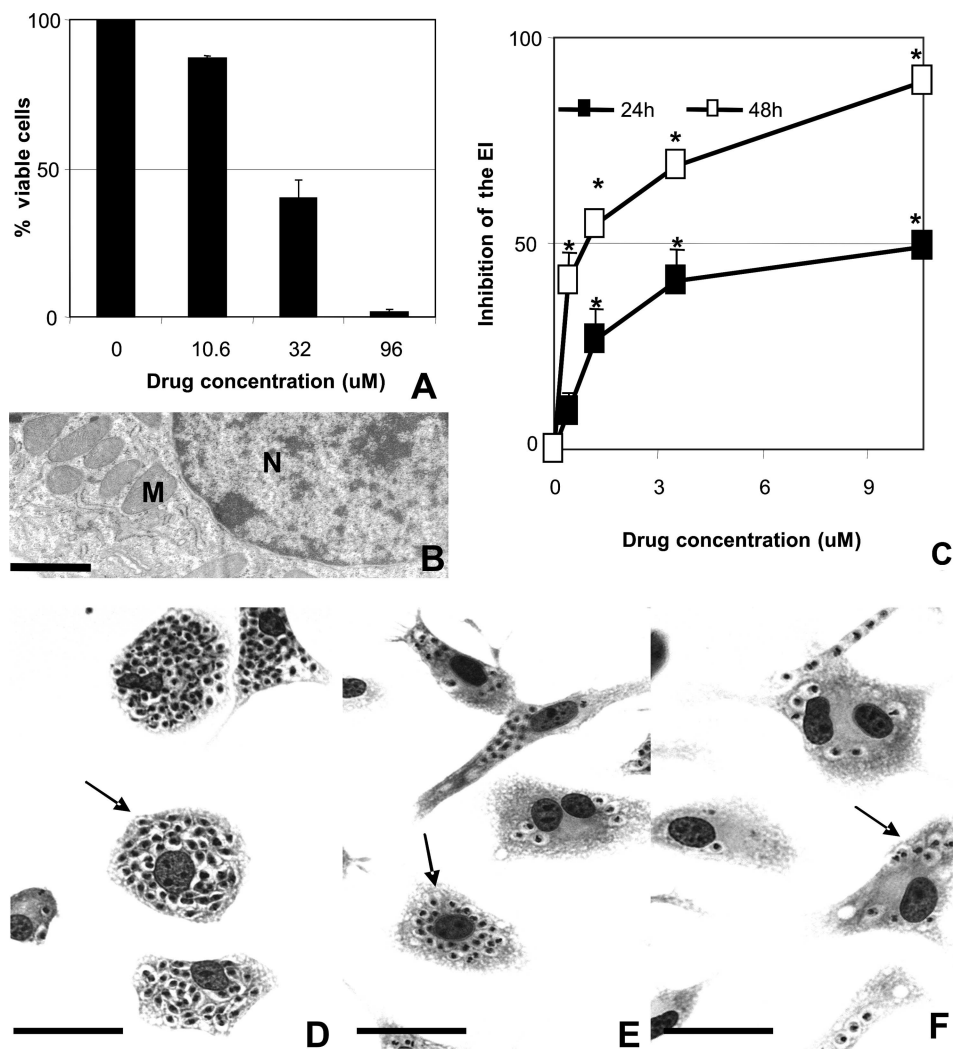 100
50
0
% viable cells
0 10.6 32 96
Drug concentration (uM)
A
M
N
B
100
50
0
Inhibition of the EI
24h 48h
*
*
*
*
*
*
*
0 3 6 9
Drug concentration (uM)
C
D
E
F